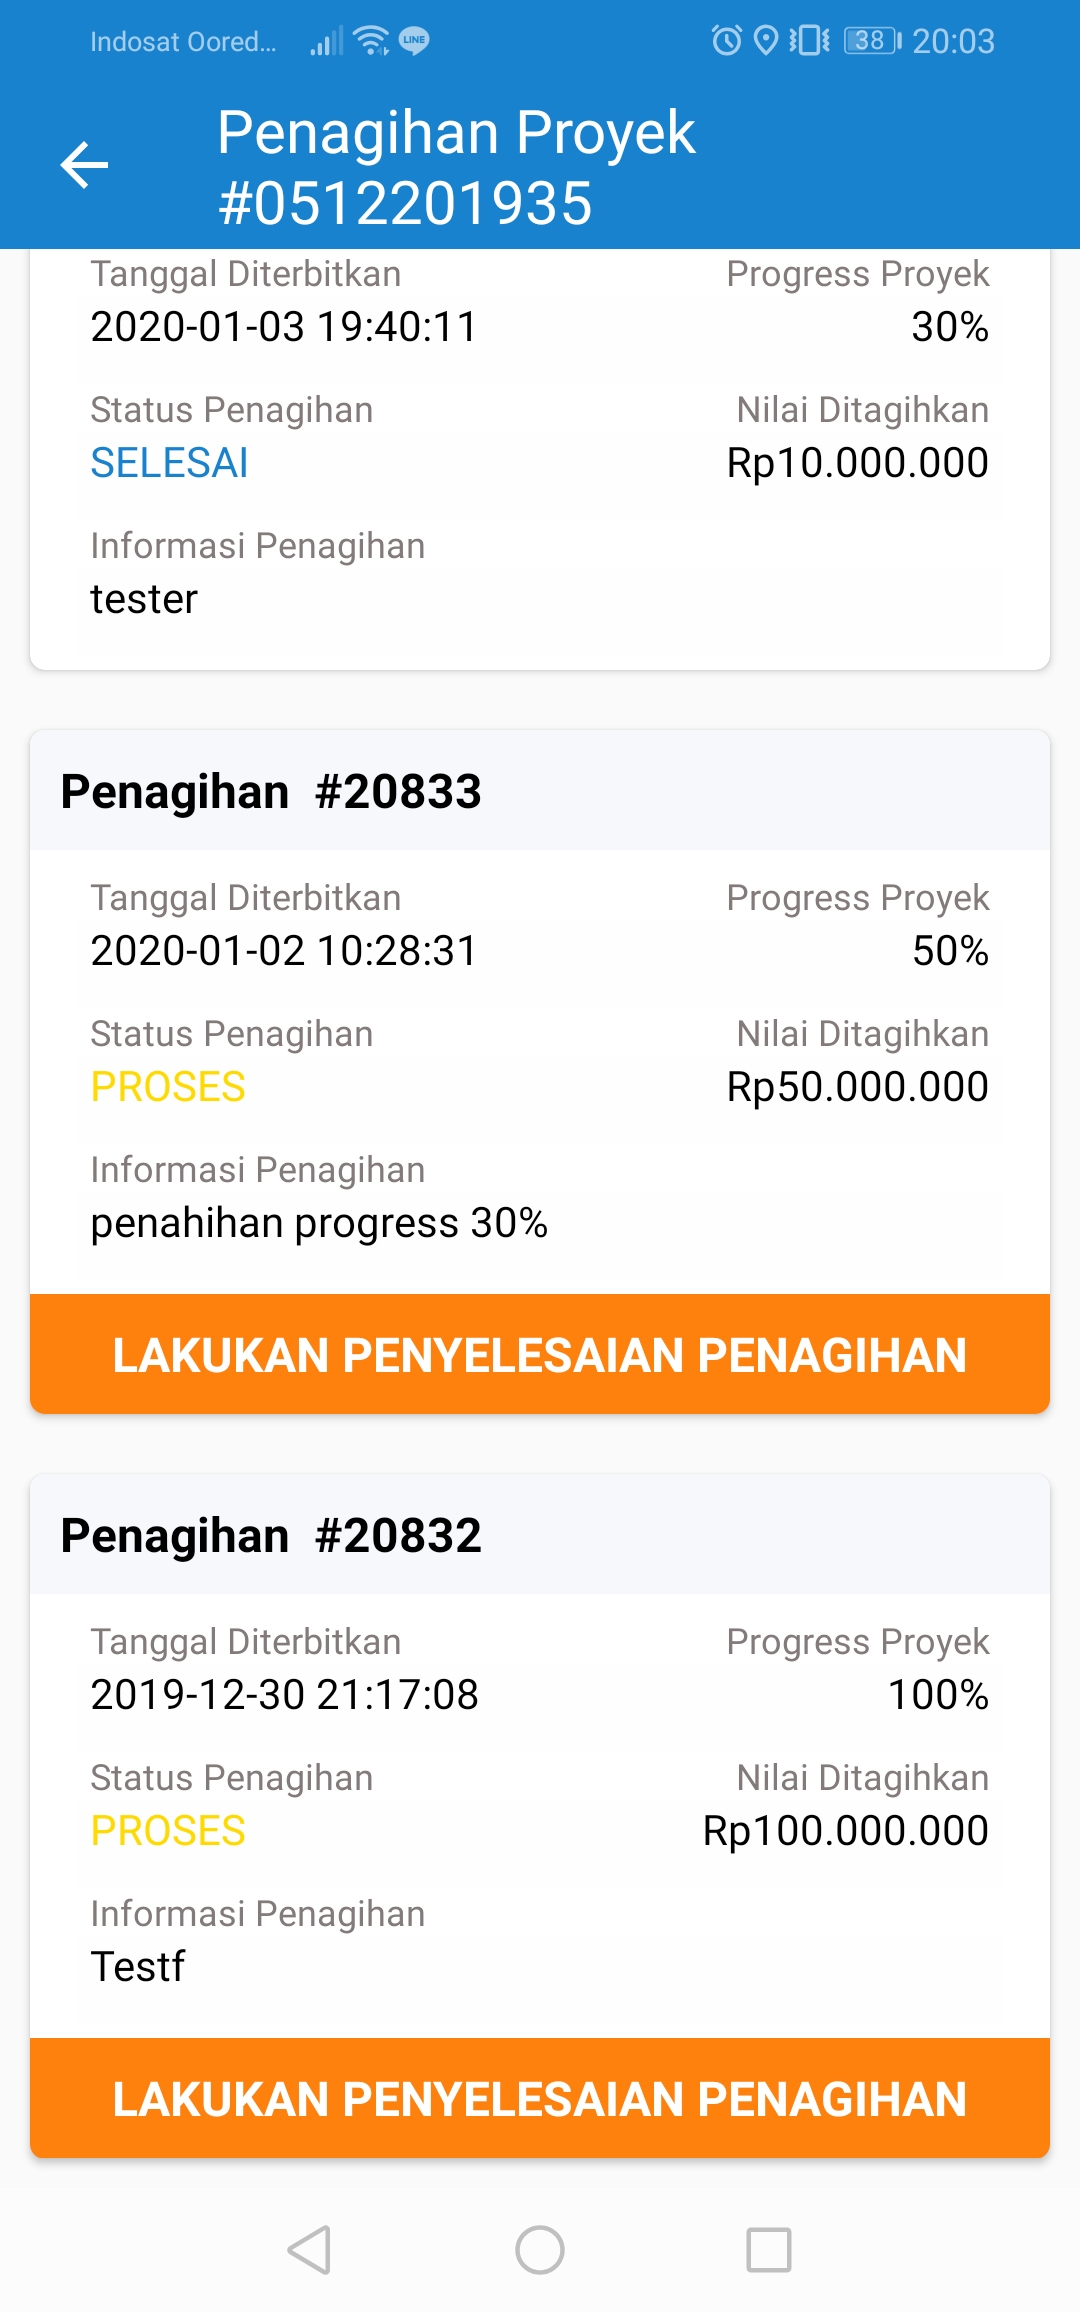 Indosat Oored... LINE 38 20:03
Penagihan Proyek
#0512201935
Tanggal Diterbitkan Progress Proyek
2020-01-03 19:40:11 30%
Status Penagihan Nilai Ditagihkan
SELESAI Rp10.000.000
Informasi Penagihan
tester
Penagihan #20833
Tanggal Diterbitkan Progress Proyek
2020-01-02 10:28:31 50%
Status Penagihan Nilai Ditagihkan
PROSES Rp50.000.000
Informasi Penagihan
penahihan progress 30%
LAKUKAN PENYELESAIAN PENAGIHAN
Penagihan #20832
Tanggal Diterbitkan Progress Proyek
2019-12-30 21:17:08 100%
Status Penagihan Nilai Ditagihkan
PROSES Rp100.000.000
Informasi Penagihan
Testf
LAKUKAN PENYELESAIAN PENAGIHAN